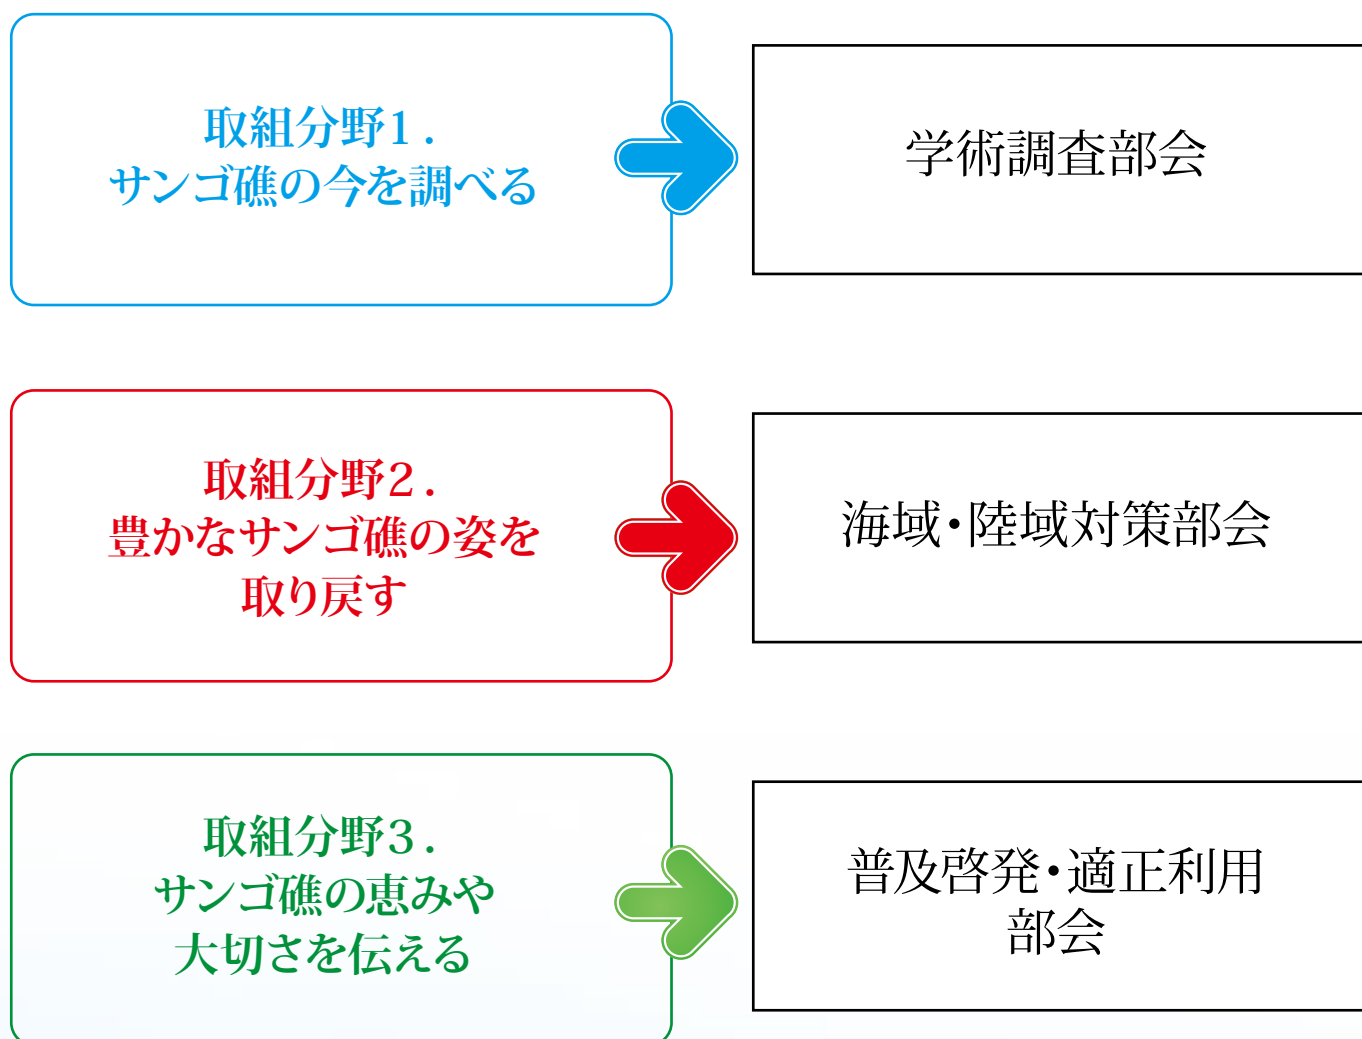 取組分野1．
サンゴ礁の今を調べる
学術調査部会
取組分野2．
豊かなサンゴ礁の姿を
取り戻す
海域・陸域対策部会
取組分野3．
サンゴ礁の恵みや
大切さを伝える
普及啓発・適正利用
部会